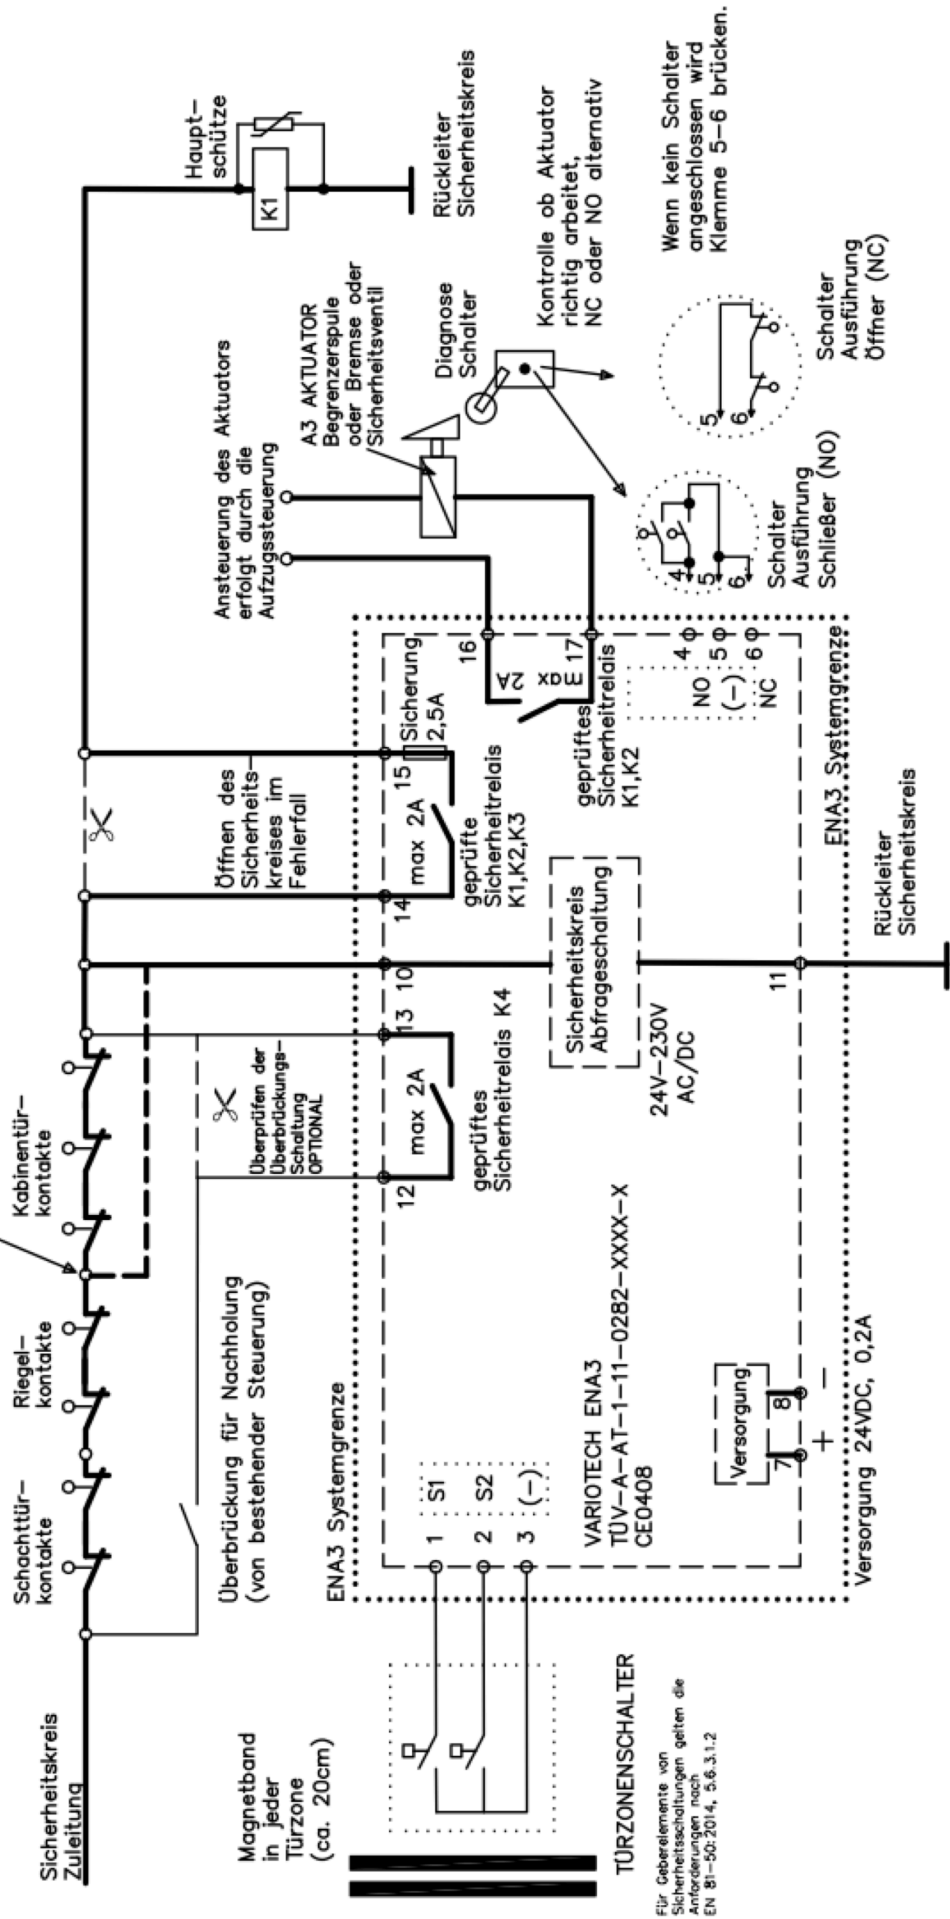 Sicherheitskreis
Zuleitung
Schachttür-
kontakte
Riegel-
kontakte
Kabinentür-
kontakte
Haupt-
schütze
K1
Rückleiter
Sicherheitskreis
Überbrückung für Nachholung
(von bestehender Steuerung)
Überprüfen der
Überbrückungs-
Schaltung
OPTIONAL
Öffnen des
Sicherheits-
kreises im
Fehlerfall
Ansteuerung des Aktuators
erfolgt durch die
Aufzugssteuerung
A3 AKTUATOR
Begrenzerspule
oder Bremse oder
Sicherheitsventil
Diagnose
Schalter
Kontrolle ob Aktuator
richtig arbeitet,
NC oder NO alternativ
Wenn kein Schalter
angeschlossen wird
Klemme 5-6 brücken.
Magnetband
in jeder
Türzone
(ca. 20cm)
TÜRZONENSCHALTER
Für Geberelemente von
Sicherheitsschaltungen gelten die
Anforderungen nach
EN 81-50:2014, 5.6.3.1.2
ENA3 Systemgrenze
1 S1
2 S2
3 (-)
12
13
max 2A
geprüftes
Sicherheitrelais K4
10
14
15
Sicherung
2,5A
max 2A
geprüfte
Sicherheitrelais
K1,K2,K3
16
17
max
2A
geprüftes
Sicherheitrelais
K1,K2
NO 4
(-) 5
NC 6
VARIOTECH ENA3
TÜV-A-AT-1-11-0282-XXXX-X
CE0408
Versorgung
7
8
+
-
Versorgung 24VDC, 0,2A
Sicherheitskreis
Abfrageschaltung
24V-230V
AC/DC
11
Rückleiter
Sicherheitskreis
ENA3 Systemgrenze
4
5
6
Schalter
Ausführung
Schließer (NO)
5
6
Schalter
Ausführung
Öffner (NC)